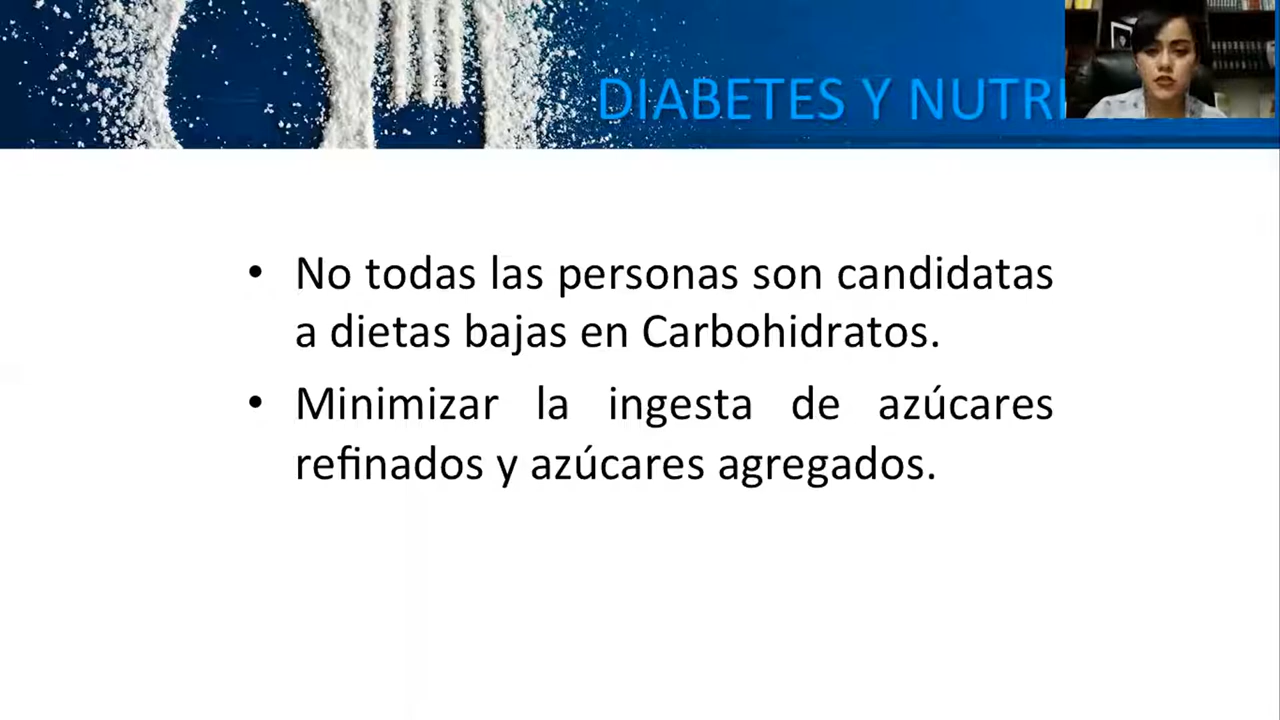 DIABETES Y
• No todas las personas son candidatas
a dietas bajas en Carbohidratos.
• Minimizar la ingesta de azúcares
refinados y azúcares agregados.